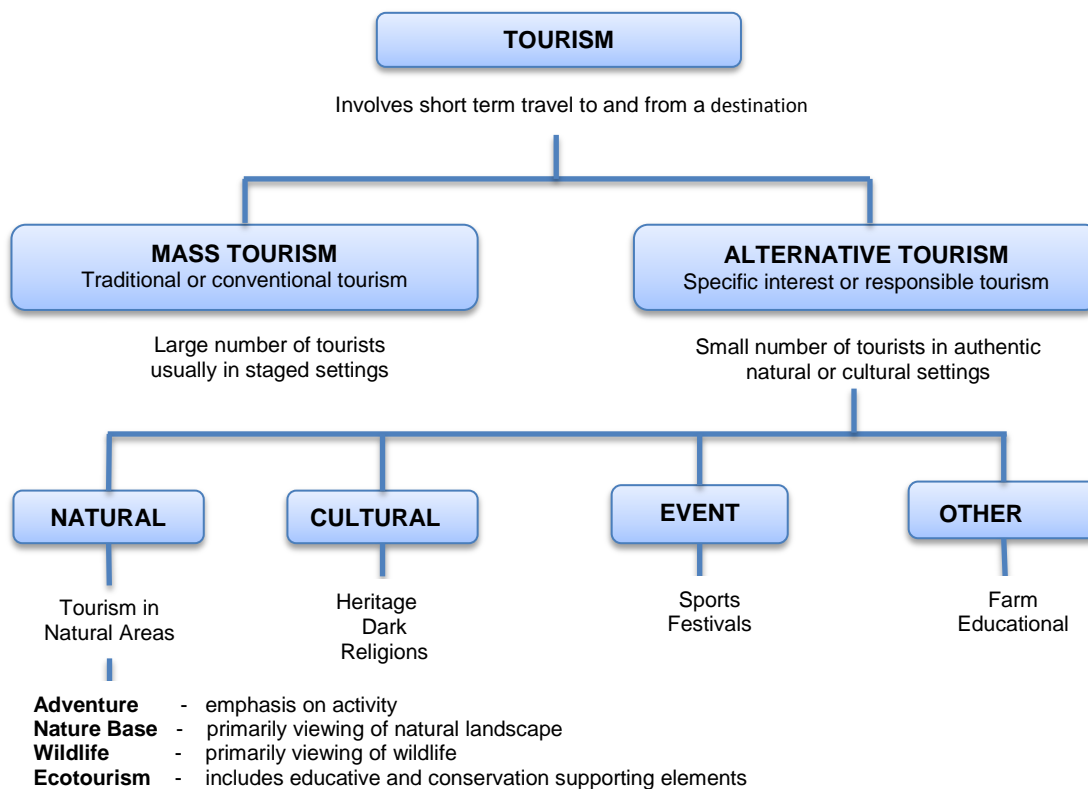 TOURISM
Involves short term travel to and from a destination
MASS TOURISM
Traditional or conventional tourism
ALTERNATIVE TOURISM
Specific interest or responsible tourism
Large number of tourists
usually in staged settings
Small number of tourists in authentic
natural or cultural settings
NATURAL
CULTURAL
EVENT
OTHER
Tourism in
Natural Areas
Heritage
Dark
Religions
Sports
Festivals
Farm
Educational
Adventure - emphasis on activity
Nature Base - primarily viewing of natural landscape
Wildlife - primarily viewing of wildlife
Ecotourism - includes educative and conservation supporting elements